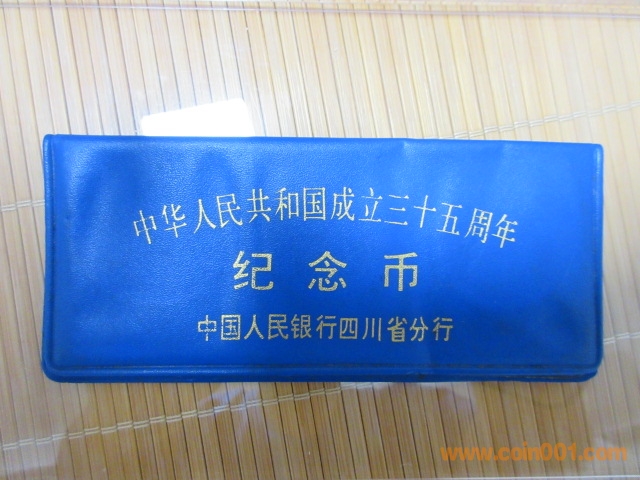 中华人民共和国成立三十五周年
纪念币
中国人民银行四川省分行
www.coin001.com